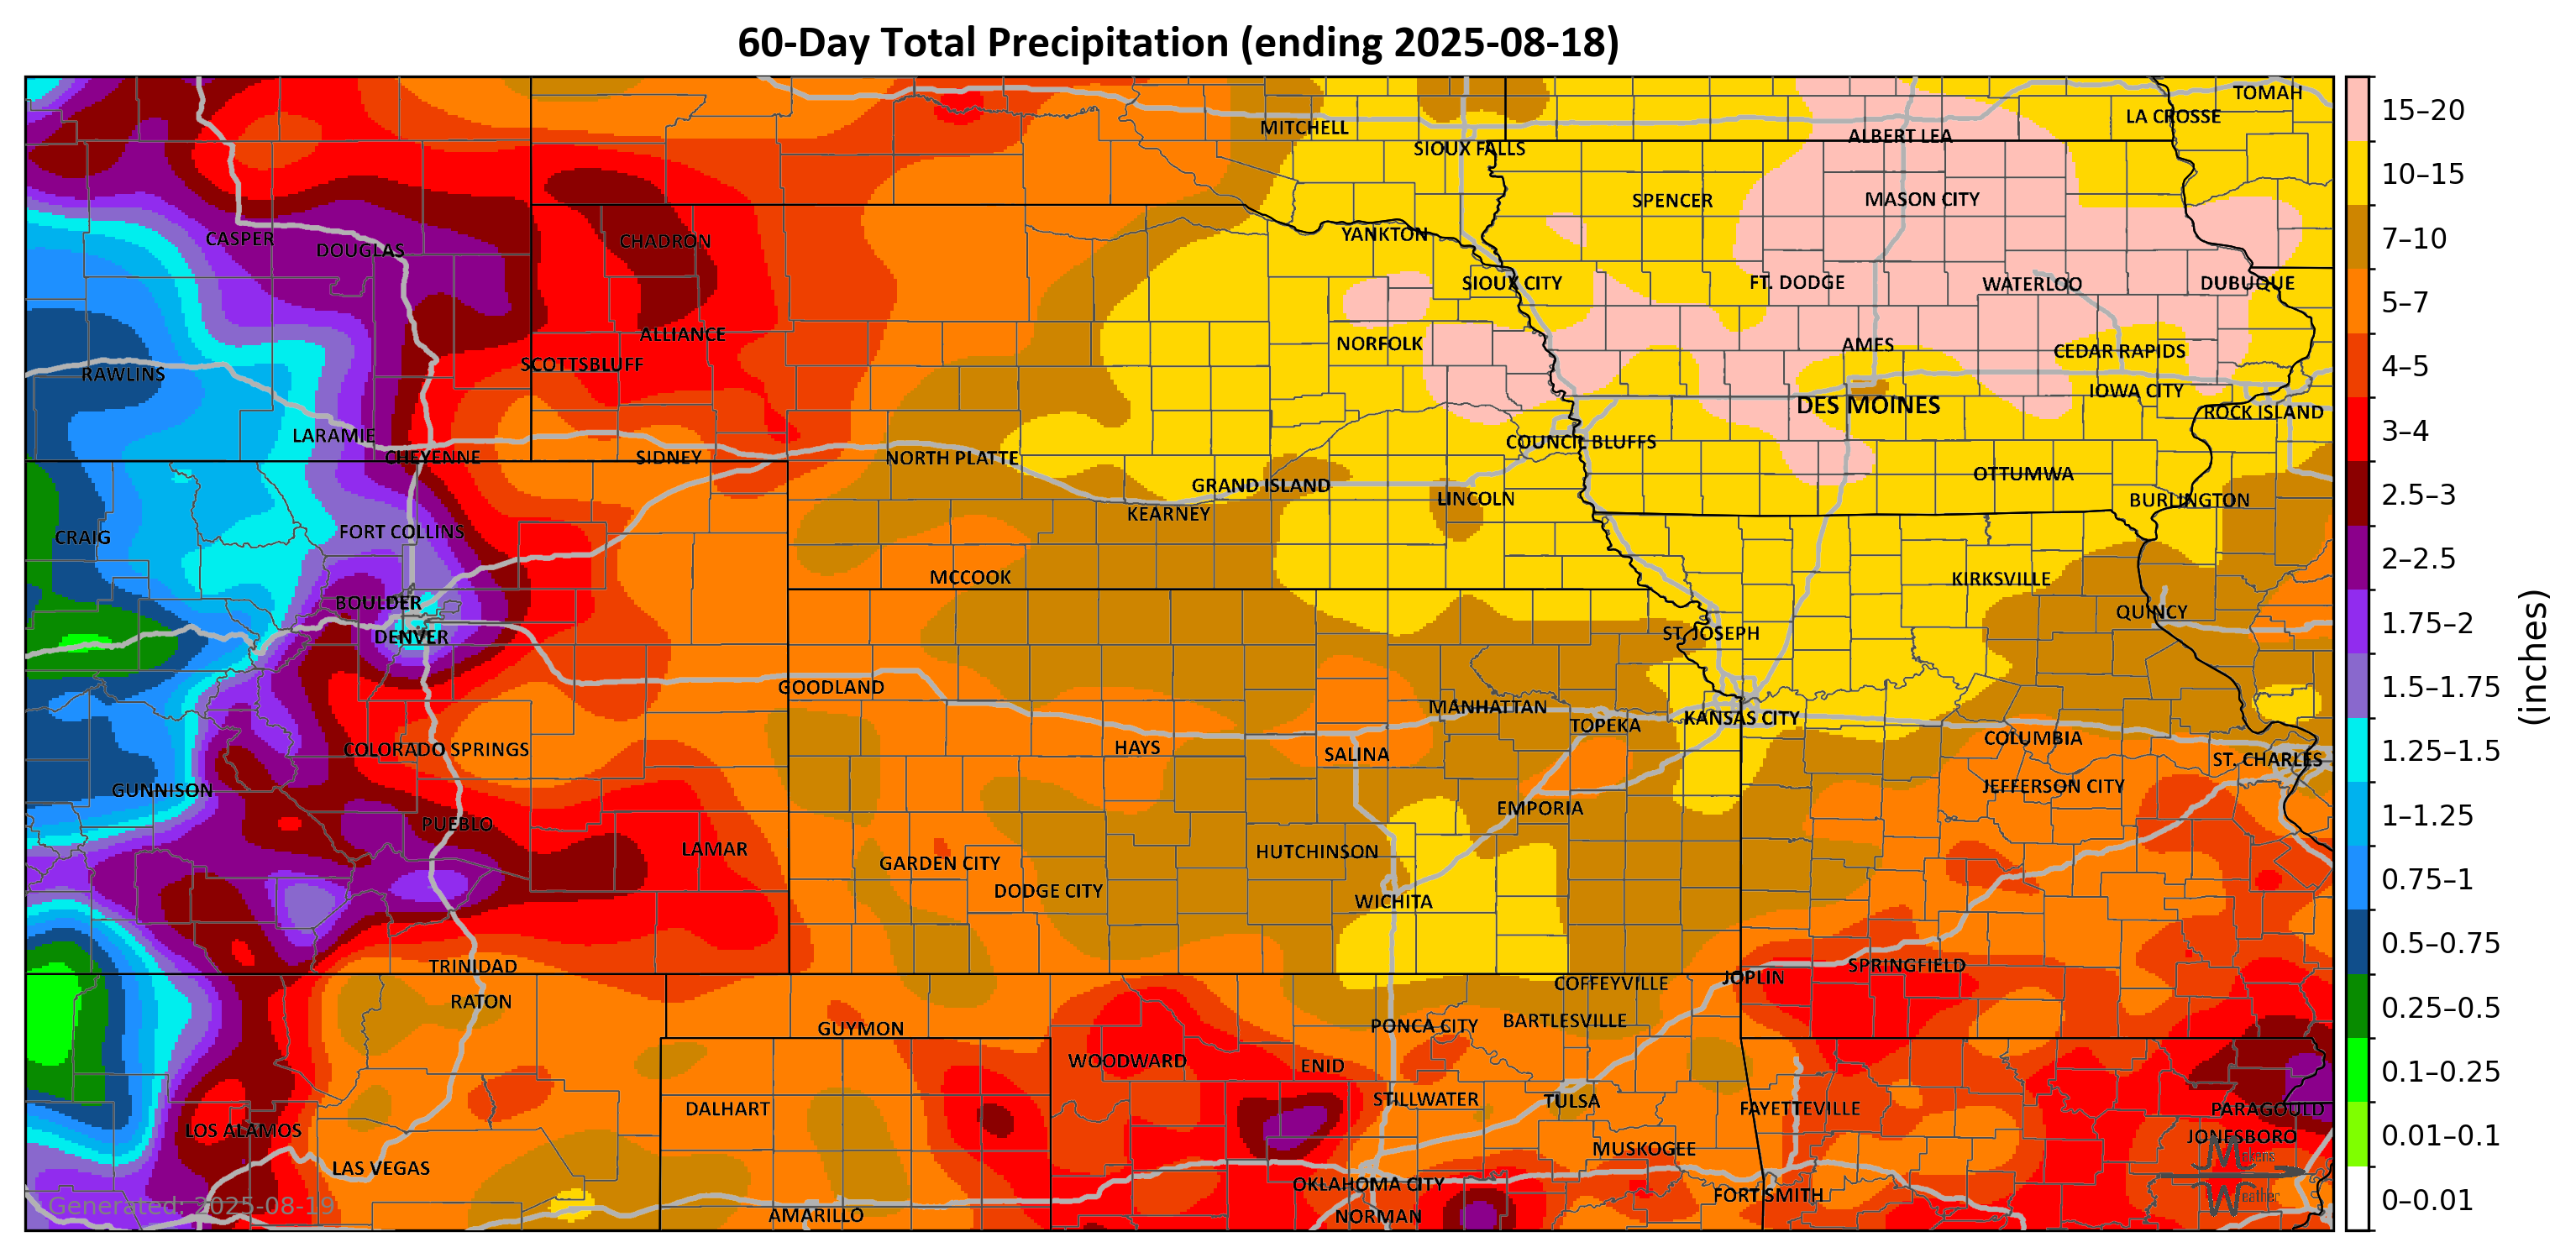 60-Day Total Precipitation (ending 2025-08-18)
TOMAH
LA CROSSE
MITCHELL
ALBERT LEA
SIOUX FALLS
SPENCER
MASON CITY
YANKTON
CASPER
CHADRON
DOUGLAS
SIOUX CITY
FT. DODGE
WATERLOO
DUBUQUE
ALLIANCE
NORFOLK
AMES
CEDAR RAPIDS
SCOTTSBLUFF
RAWLINS
IOWA CITY
DES MOINES
ROCK ISLAND
LARAMIE
COUNCIL BLUFFS
CHEYENNE
SIDNEY
NORTH PLATTE
OTTUMWA
GRAND ISLAND
LINCOLN
BURLINGTON
KEARNEY
FORT COLLINS
CRAIG
MCCOOK
KIRKSVILLE
BOULDER
QUINCY
DENVER
ST. JOSEPH
GOODLAND
MANHATTAN
KANSAS CITY
TOPEKA
COLUMBIA
COLORADO SPRINGS
HAYS
SALINA
ST. CHARLES
GUNNISON
JEFFERSON CITY
EMPORIA
PUEBLO
LAMAR
HUTCHINSON
GARDEN CITY
DODGE CITY
WICHITA
TRINIDAD
SPRINGFIELD
JOPLIN
COFFEYVILLE
RATON
BARTLESVILLE
PONCA CITY
GUYMON
WOODWARD
ENID
STILLWATER
TULSA
DALHART
FAYETTEVILLE
PARAGOULD
LOS ALAMOS
JONESBORO
MUSKOGEE
LAS VEGAS
OKLAHOMA CITY
FORT SMITH
AMARILLO
NORMAN
Generated: 2025-08-19
Weather
15–20
10–15
7–10
5–7
4–5
3–4
2.5–3
2–2.5
1.75–2
1.5–1.75
1.25–1.5
1–1.25
0.75–1
0.5–0.75
0.25–0.5
0.1–0.25
0.01–0.1
0–0.01
(inches)